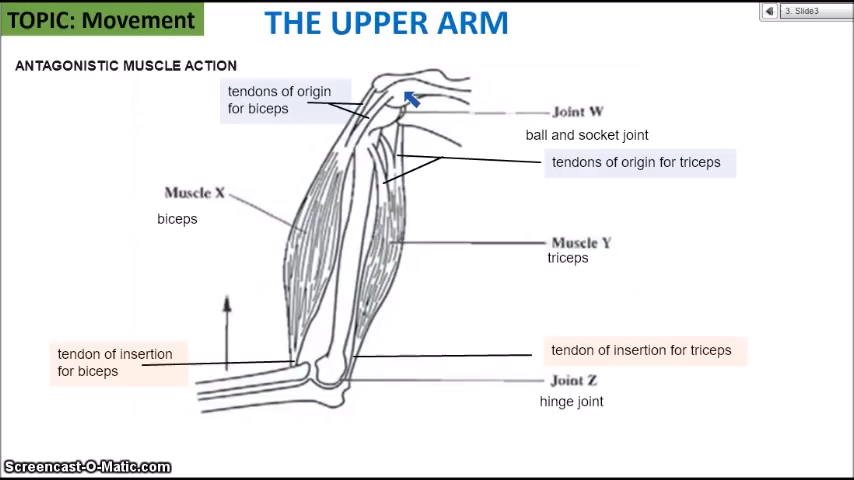 TOPIC: Movement
THE UPPER ARM
3. Slide3
ANTAGONISTIC MUSCLE ACTION
tendons of origin
for biceps
Joint W
ball and socket joint
tendons of origin for triceps
Muscle X
biceps
Muscle Y
triceps
tendon of insertion
for biceps
tendon of insertion for triceps
Joint Z
hinge joint
Screencast-O-Matic.com